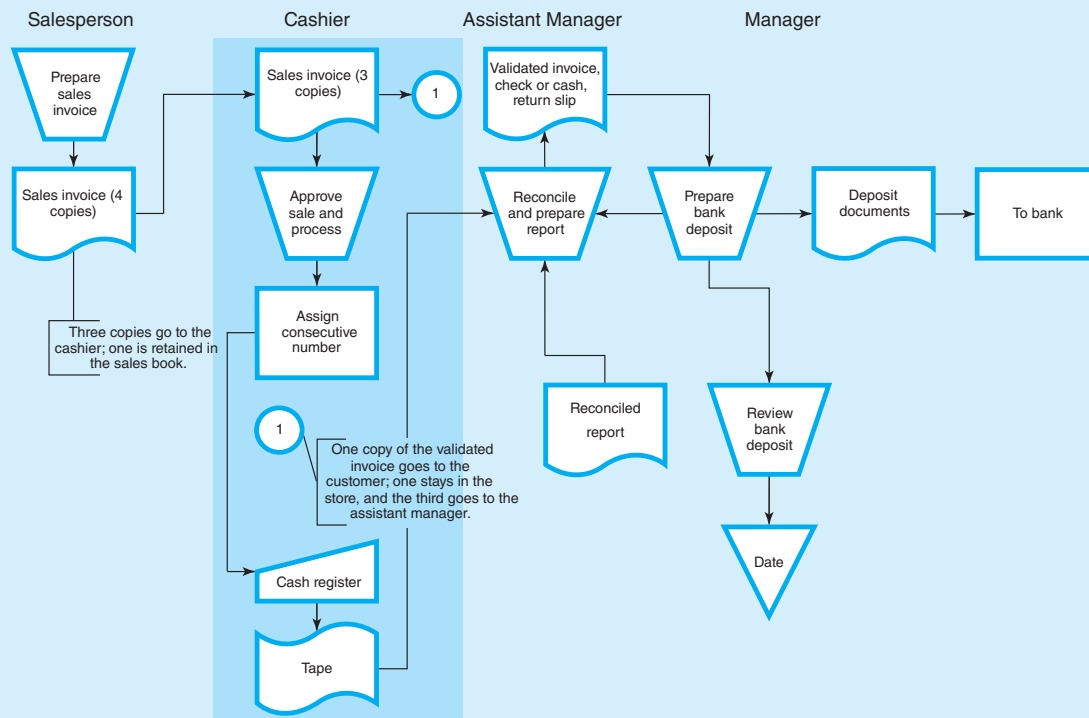 Salesperson
Cashier
Assistant Manager
Manager
Prepare
sales
invoice
Sales invoice (4
copies)
Three copies go to the
cashier; one is retained in
the sales book.
Sales invoice (3
copies)
1
Approve
sale and
process
Assign
consecutive
number
1
One copy of the validated
invoice goes to the
customer; one stays in the
store, and the third goes to the
assistant manager.
Cash register
Tape
Validated invoice,
check or cash,
return slip
Reconcile
and prepare
report
Reconciled
report
Prepare
bank
deposit
Deposit
documents
To bank
Review
bank
deposit
Date